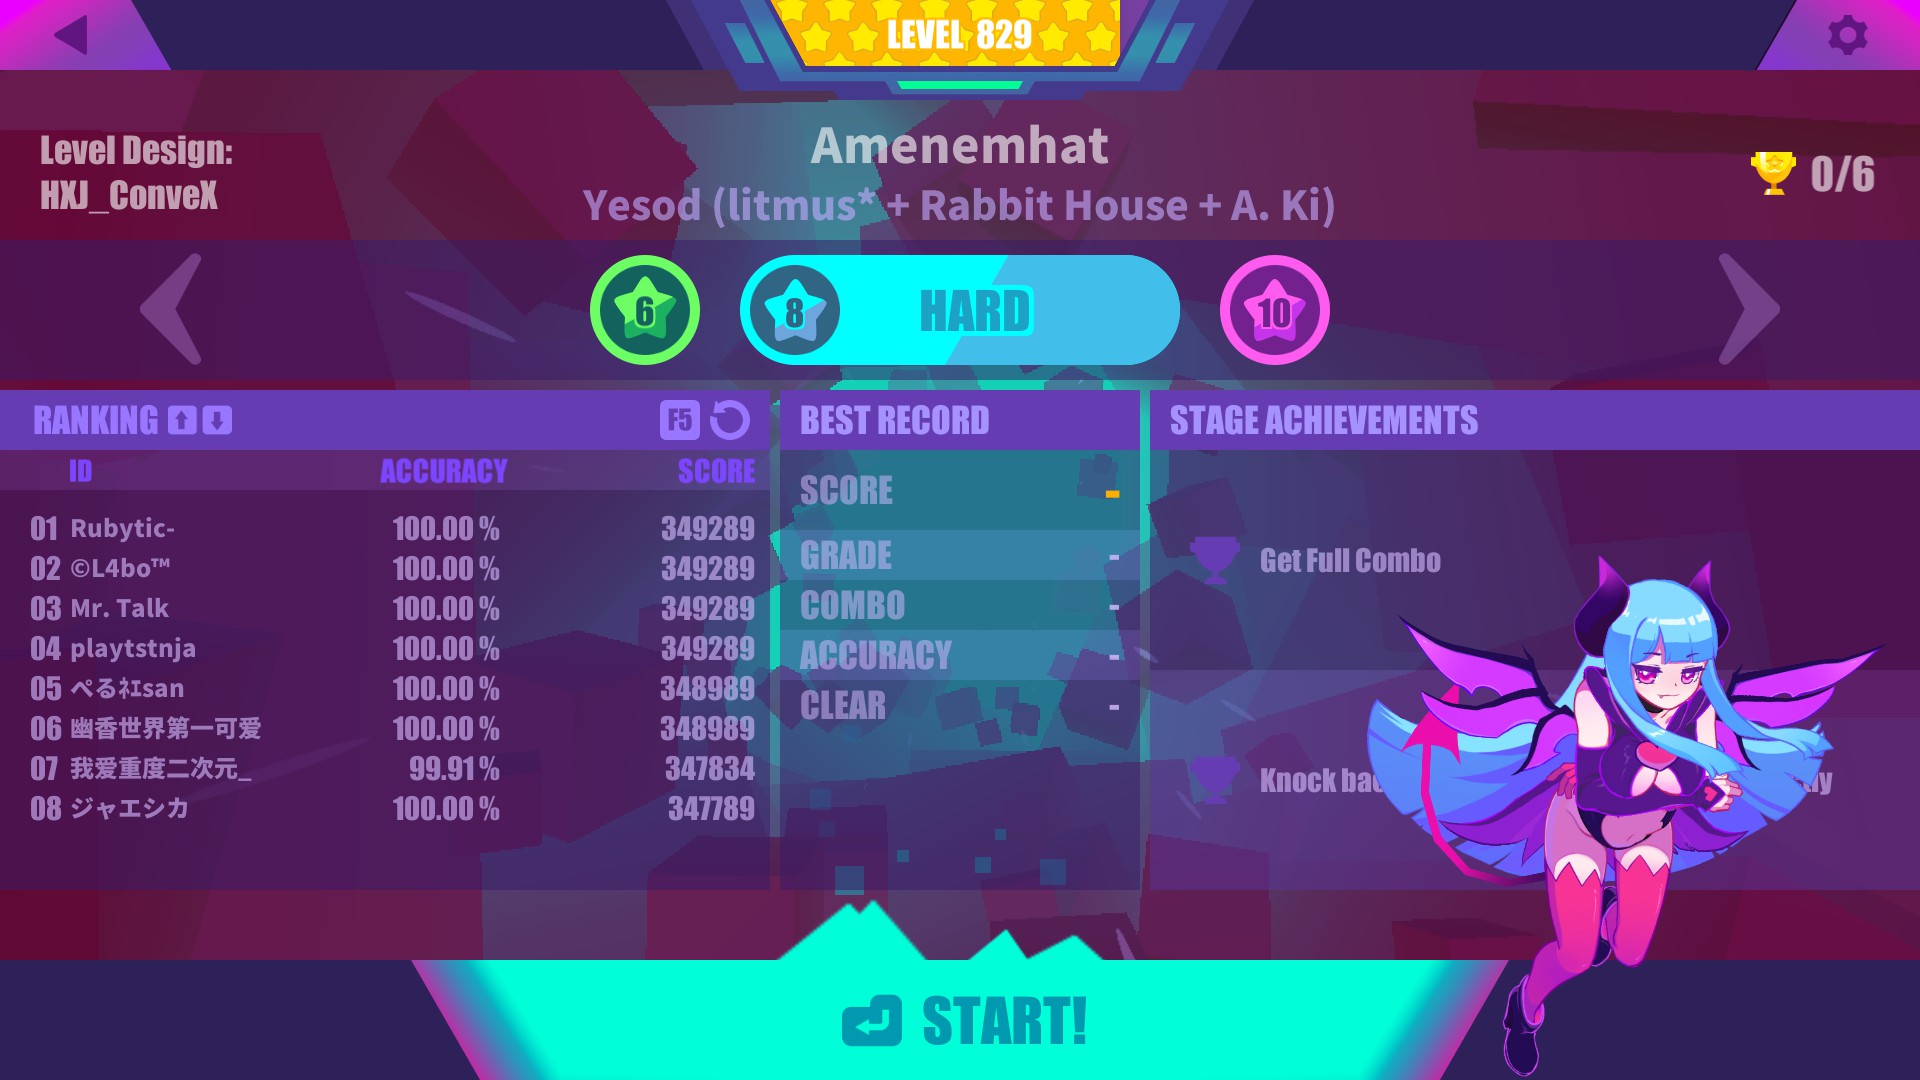 LEVEL 829
Level Design:
HXJ_ConveX
Amenemhat
Yesod (litmus* + Rabbit House + A. Ki)
0/6
6
8
HARD
10
RANKING
F5
ID ACCURACY SCORE
01 Rubytic- 100.00 % 349289
02 ©L4bo™ 100.00 % 349289
03 Mr. Talk 100.00 % 349289
04 playtstnja 100.00 % 349289
05 ぺるﾈIsan 100.00 % 348989
06 幽香世界第一可爱 100.00 % 348989
07 我爱重度二次元_ 99.91 % 347834
08 ジャエシカ 100.00 % 347789
BEST RECORD
SCORE -
GRADE -
COMBO -
ACCURACY -
CLEAR -
STAGE ACHIEVEMENTS
Get Full Combo
Knock
START!